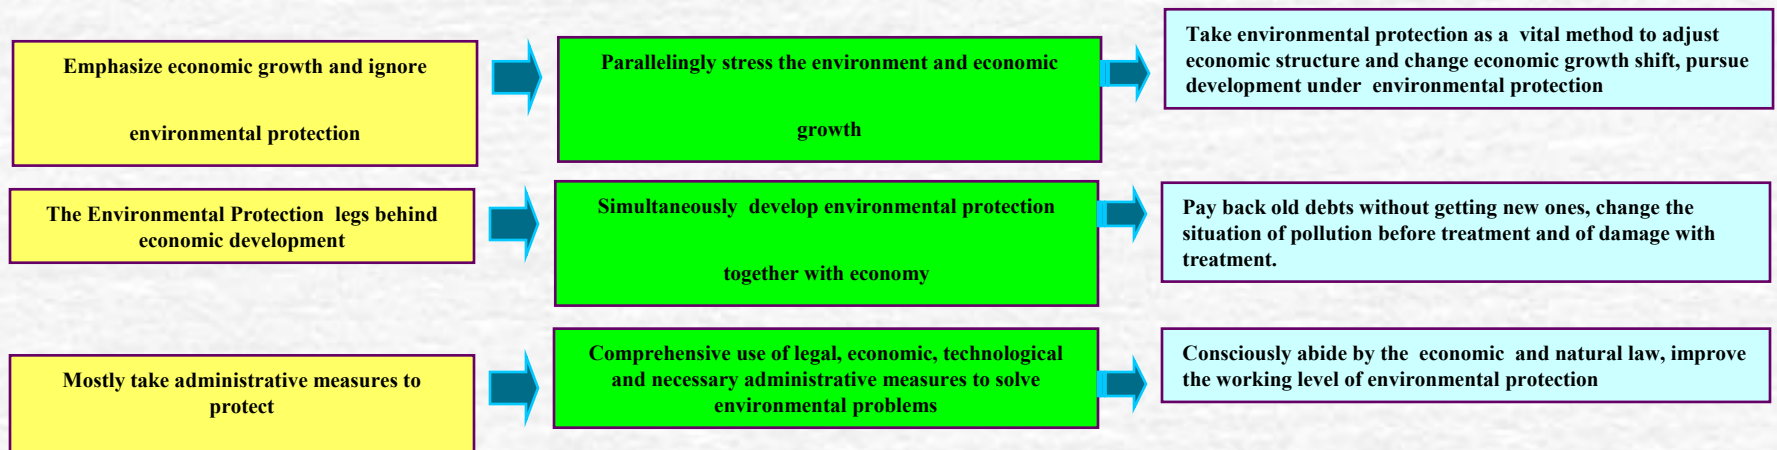 Emphasize economic growth and ignore
environmental protection
Parallelingly stress the environment and economic
growth
Take environmental protection as a vital method to adjust
economic structure and change economic growth shift, pursue
development under environmental protection
The Environmental Protection legs behind
economic development
Simultaneously develop environmental protection
together with economy
Pay back old debts without getting new ones, change the
situation of pollution before treatment and of damage with
treatment.
Mostly take administrative measures to
protect
Comprehensive use of legal, economic, technological
and necessary administrative measures to solve
environmental problems
Consciously abide by the economic and natural law, improve
the working level of environmental protection